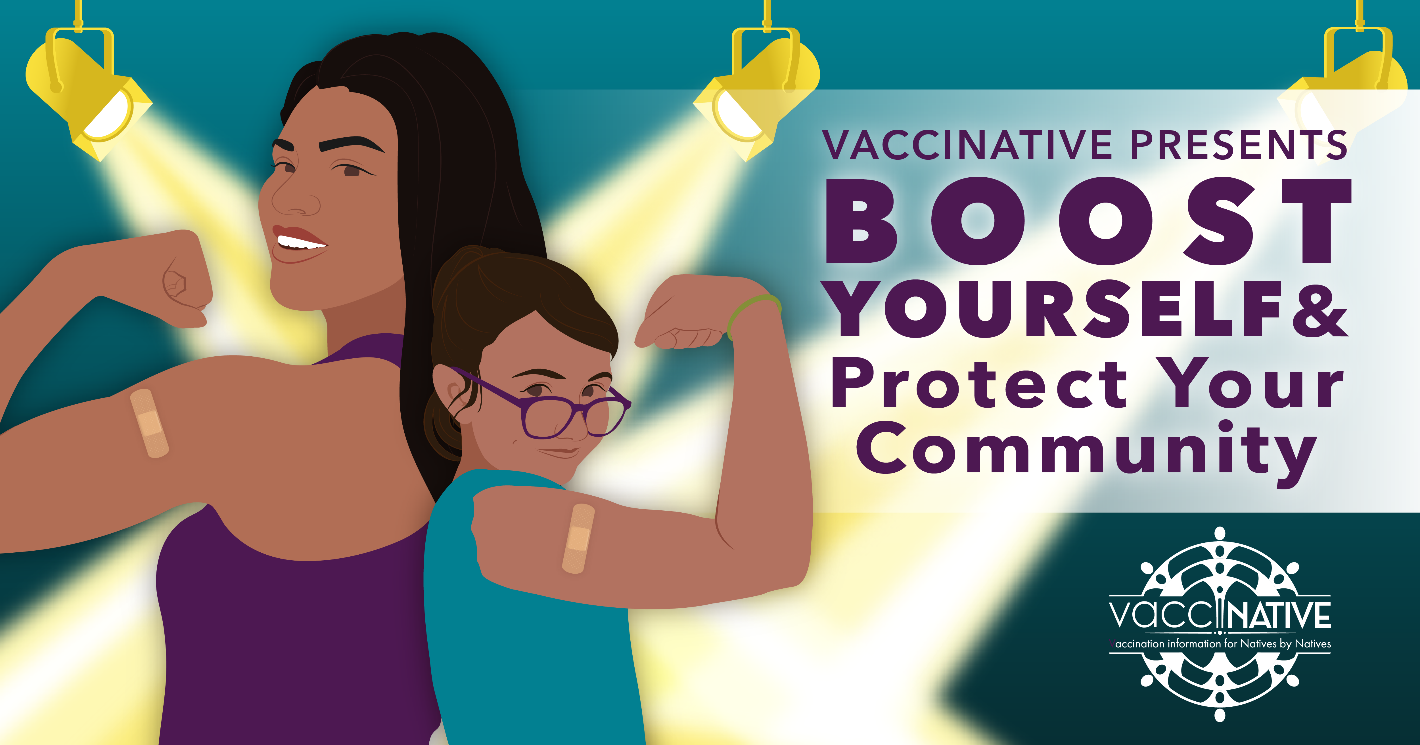 VACCINATIVE PRESENTS
BOOST
YOURSELF&
Protect Your
Community
vacciNATIVE
Vaccination information for Natives by Natives